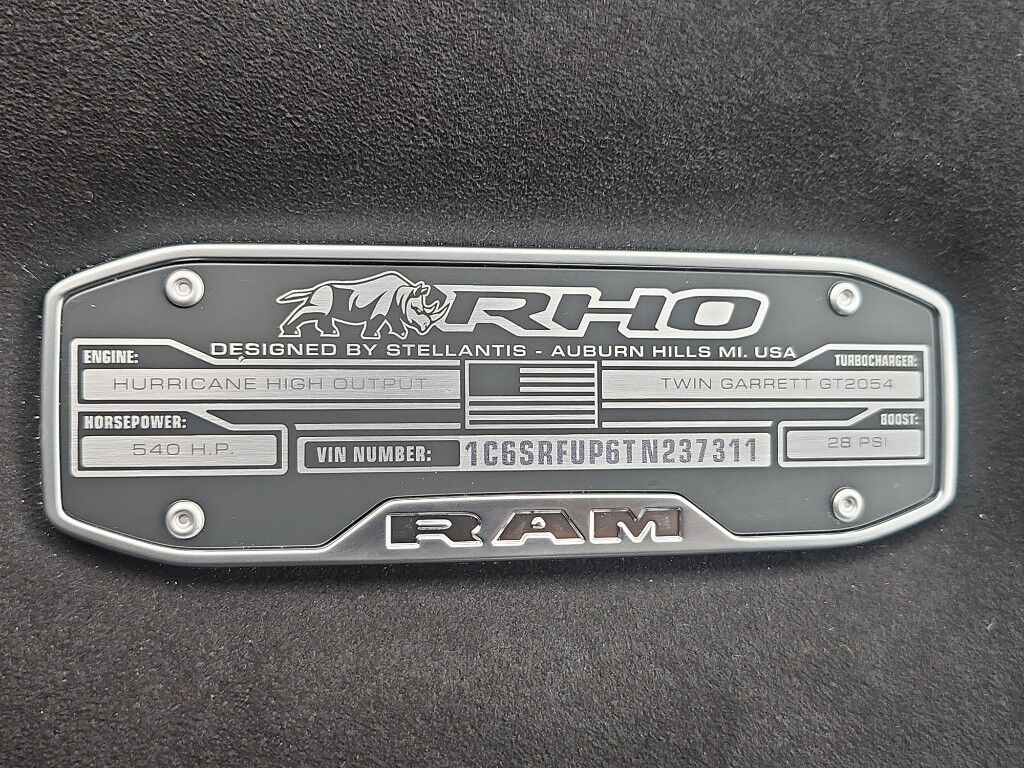 RHO
DESIGNED BY STELLANTIS - AUBURN HILLS MI. USA
ENGINE:
HURRICANE HIGH OUTPUT
TURBOCHARGER:
TWIN GARRETT GT2054
HORSEPOWER:
540 H.P.
VIN NUMBER: 1C6SRFUP6TN237311
BOOST:
28 PSI
RAM